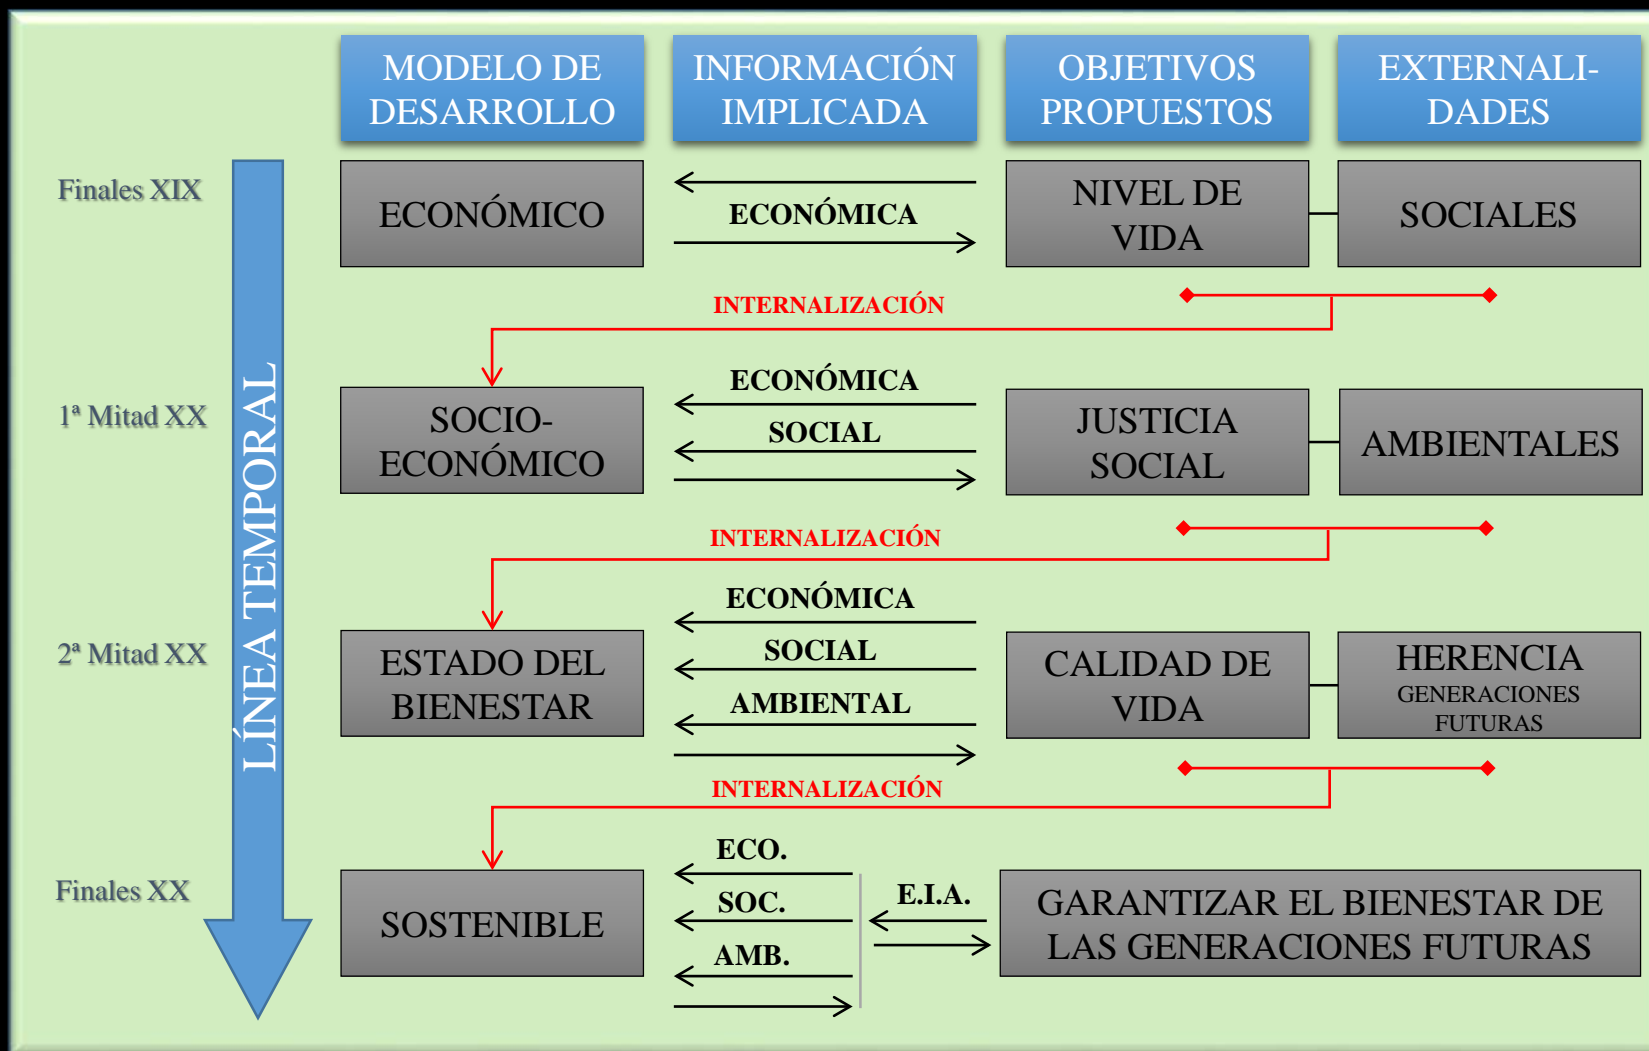 MODELO DE
DESARROLLO
INFORMACIÓN
IMPLICADA
OBJETIVOS
PROPUESTOS
EXTERNALI-
DADES
LÍNEA TEMPORAL
Finales XIX
ECONÓMICO
ECONÓMICA
NIVEL DE
VIDA
SOCIALES
INTERNALIZACIÓN
1ª Mitad XX
SOCIO-
ECONÓMICO
ECONÓMICA
SOCIAL
JUSTICIA
SOCIAL
AMBIENTALES
INTERNALIZACIÓN
2ª Mitad XX
ESTADO DEL
BIENESTAR
ECONÓMICA
SOCIAL
AMBIENTAL
CALIDAD DE
VIDA
HERENCIA
GENERACIONES
FUTURAS
INTERNALIZACIÓN
Finales XX
SOSTENIBLE
ECO.
SOC.
AMB.
E.I.A.
GARANTIZAR EL BIENESTAR DE
LAS GENERACIONES FUTURAS